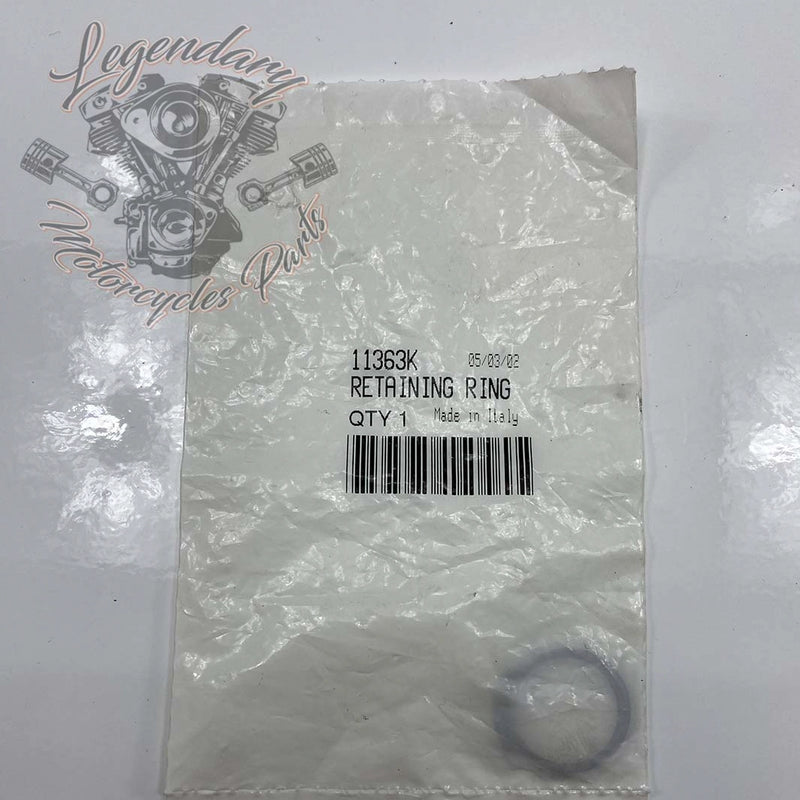 Legendary
Motorcycles Parts
11363K 05/03/02
RETAINING RING
QTY 1 Made in Italy